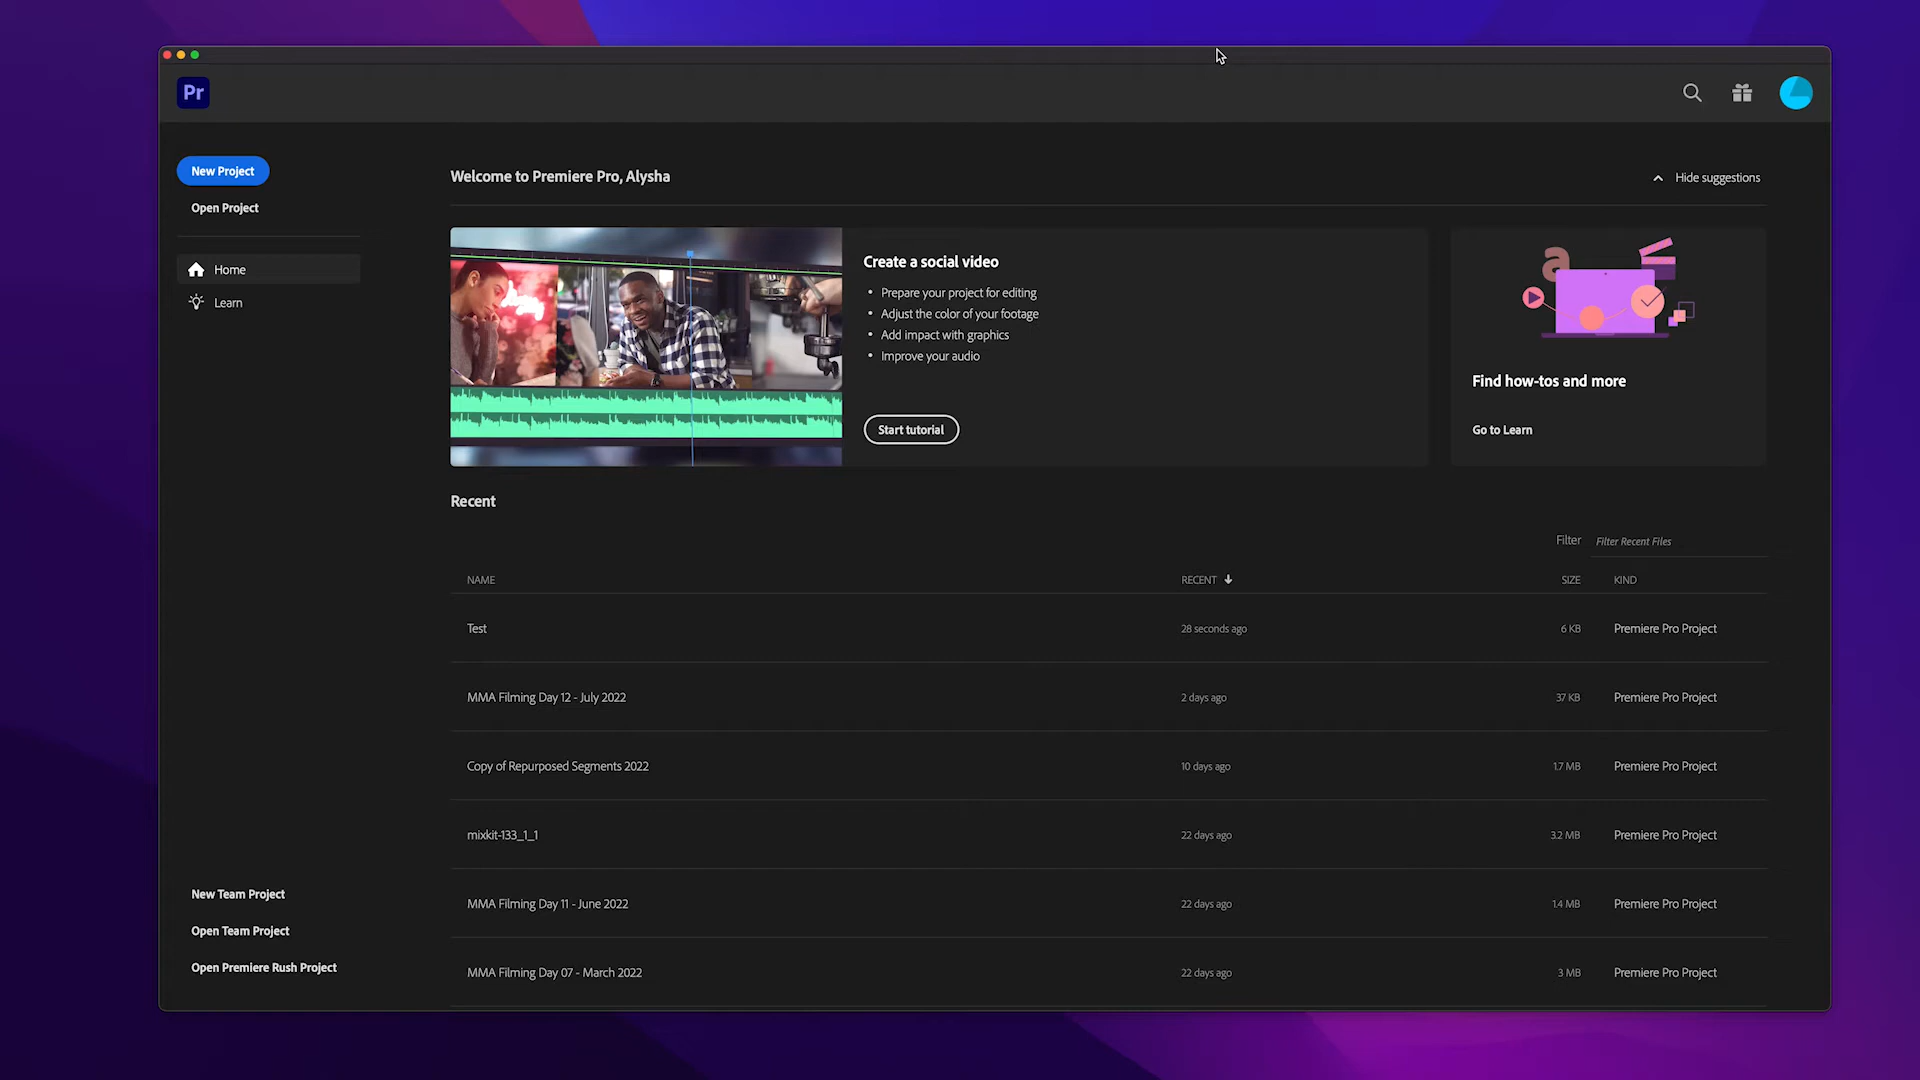 Pr
New Project
Open Project
Home
Learn
Welcome to Premiere Pro, Alysha
Hide suggestions
Create a social video
• Prepare your project for editing
• Adjust the color of your footage
• Add impact with graphics
• Improve your audio
Start tutorial
a
Find how-tos and more
Go to Learn
Recent
Filter Filter Recent Files
NAME RECENT SIZE KIND
Test 28 seconds ago 6 KB Premiere Pro Project
MMA Filming Day 12 - July 2022 2 days ago 37 KB Premiere Pro Project
Copy of Repurposed Segments 2022 10 days ago 1.7 MB Premiere Pro Project
mixkit-133_1_1 22 days ago 3.2 MB Premiere Pro Project
MMA Filming Day 11 - June 2022 22 days ago 1.4 MB Premiere Pro Project
MMA Filming Day 07 - March 2022 22 days ago 3 MB Premiere Pro Project
New Team Project
Open Team Project
Open Premiere Rush Project